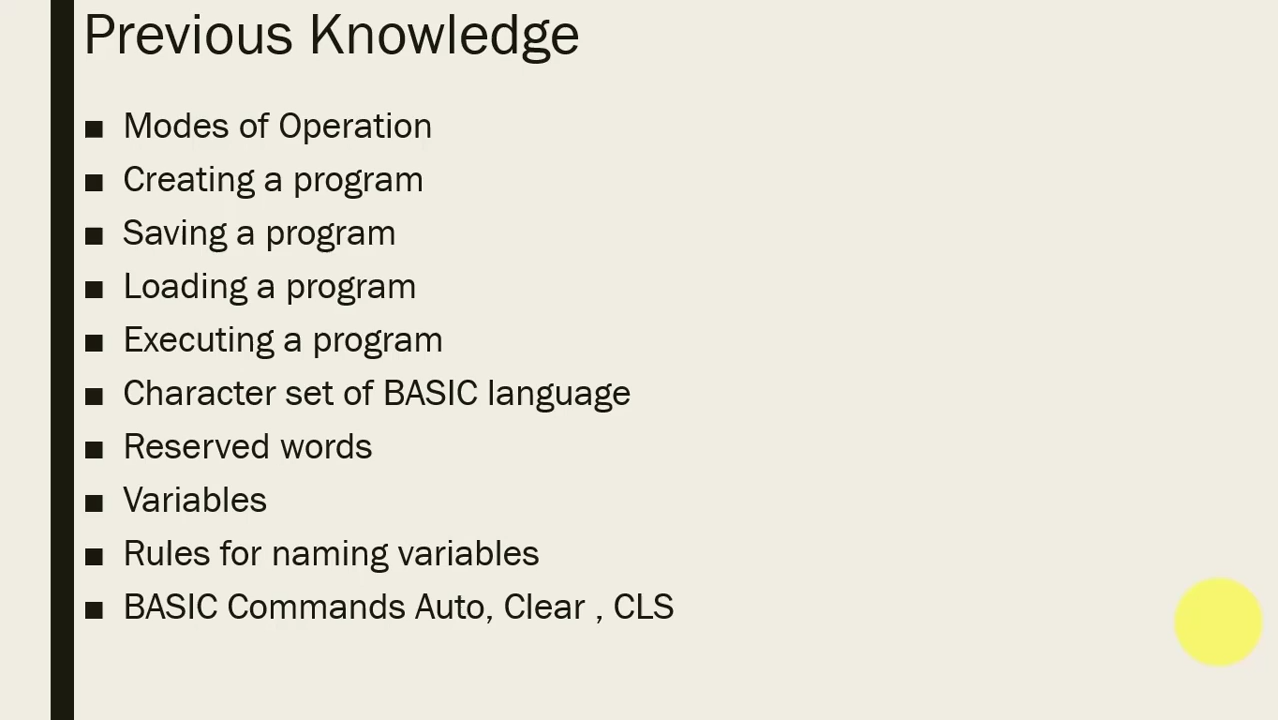 Previous Knowledge
■ Modes of Operation
■ Creating a program
■ Saving a program
■ Loading a program
■ Executing a program
■ Character set of BASIC language
■ Reserved words
■ Variables
■ Rules for naming variables
■ BASIC Commands Auto, Clear , CLS